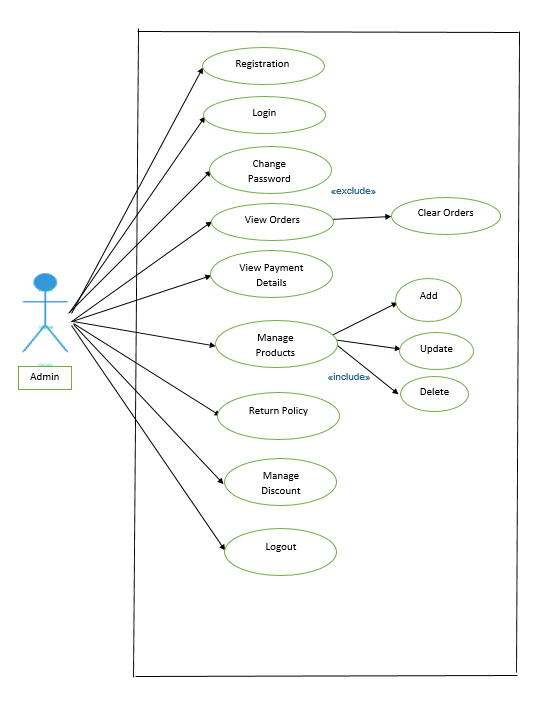 Registration
Login
Change
Password
«exclude»
View Orders
Clear Orders
View Payment
Details
Add
Manage
Products
Update
«include»
Admin
Delete
Return Policy
Manage
Discount
Logout